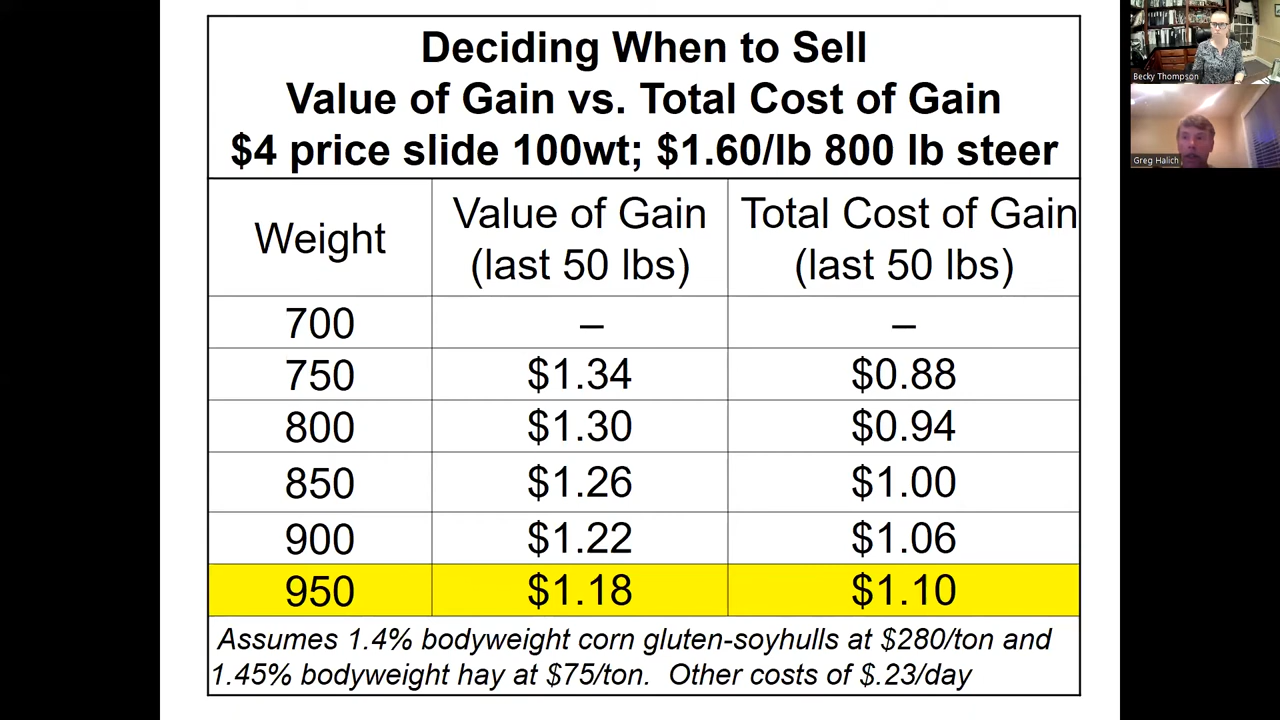 Deciding When to Sell
Value of Gain vs. Total Cost of Gain
$4 price slide 100wt; $1.60/lb 800 lb steer
Weight
Value of Gain
(last 50 lbs)
Total Cost of Gain
(last 50 lbs)
700 – –
750 $1.34 $0.88
800 $1.30 $0.94
850 $1.26 $1.00
900 $1.22 $1.06
950 $1.18 $1.10
Assumes 1.4% bodyweight corn gluten-soyhulls at $280/ton and
1.45% bodyweight hay at $75/ton. Other costs of $.23/day
Becky Thompson
Greg Halich